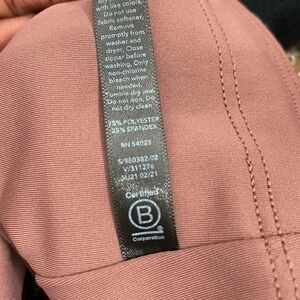 with like colors.
Do not use
fabric softener.
Remove
promptly from
washer and
dryer. Close
zipper before
washing. Only
non-chlorine
bleach when
needed.
Tumble dry low.
Do not iron. Do
not dry clean.
75% POLYESTER
25% SPANDEX
RN 54023
S/980382-02
V/311276
SU21 02/21
Certified
B
Corporation